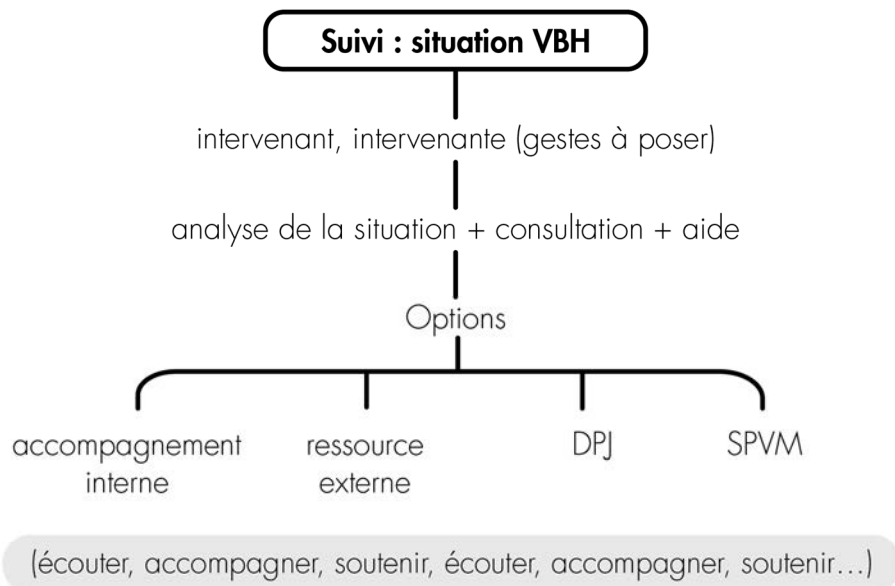 Suivi : situation VBH
intervenant, intervenante (gestes à poser)
analyse de la situation + consultation + aide
Options
accompagnement
interne
ressource
externe
DPJ
SPVM
(écouter, accompagner, soutenir, écouter, accompagner, soutenir...)